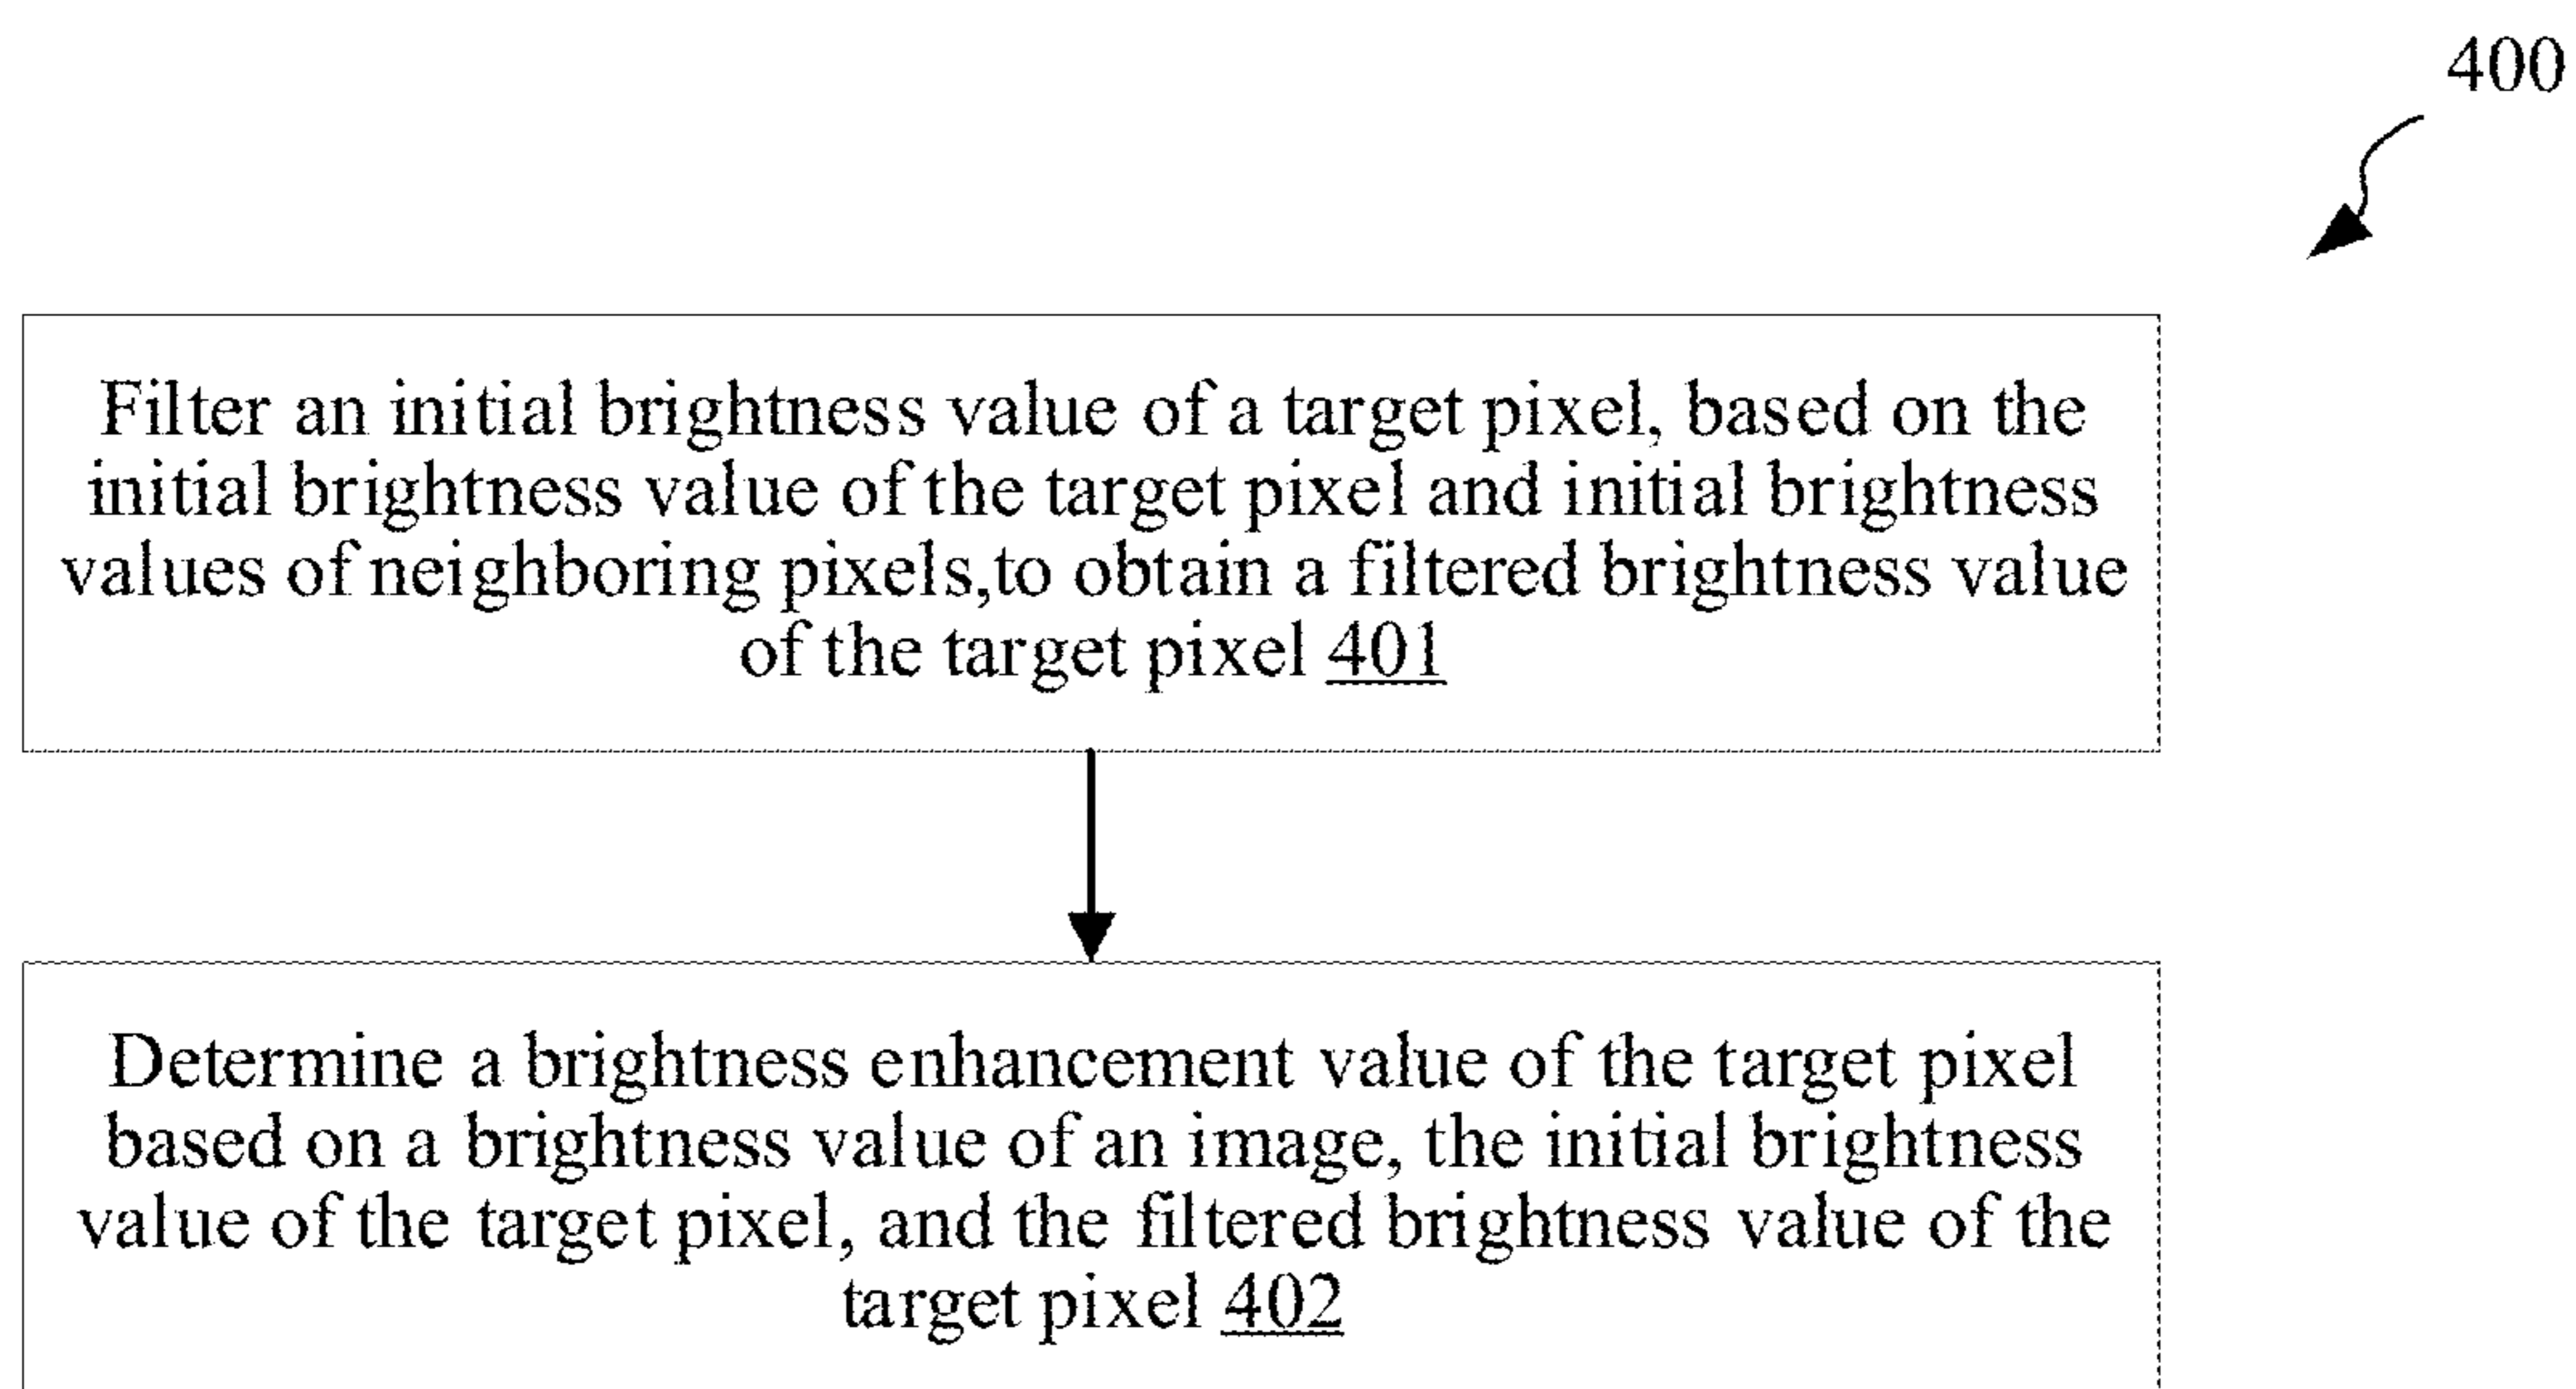 400
Filter an initial brightness value of a target pixel, based on the
initial brightness value of the target pixel and initial brightness
values of neighboring pixels,to obtain a filtered brightness value
of the target pixel 401
Determine a brightness enhancement value of the target pixel
based on a brightness value of an image, the initial brightness
value of the target pixel, and the filtered brightness value of the
target pixel 402